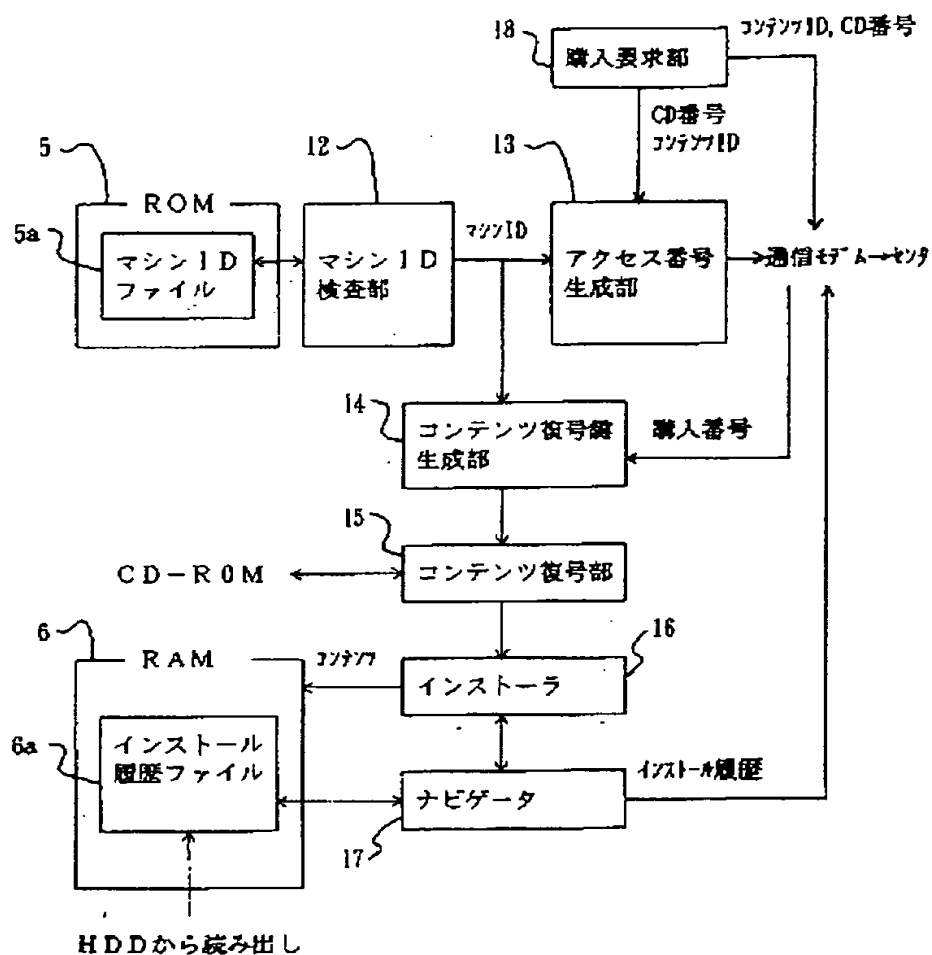 コンテンツID, CD番号
18
購入要求部
CD番号
コンテンツID
5
12
13
ROM
5a
マシンID
ファイル
マシンID
検査部
マシンID
アクセス番号
生成部
通信モデム→センタ
14
コンテンツ復号鍵
生成部
購入番号
15
CD-ROM
コンテンツ復号部
6
16
RAM
コンテンツ
インストーラ
6a
インストール
履歴ファイル
インストール履歴
ナビゲータ
17
HDDから読み出し